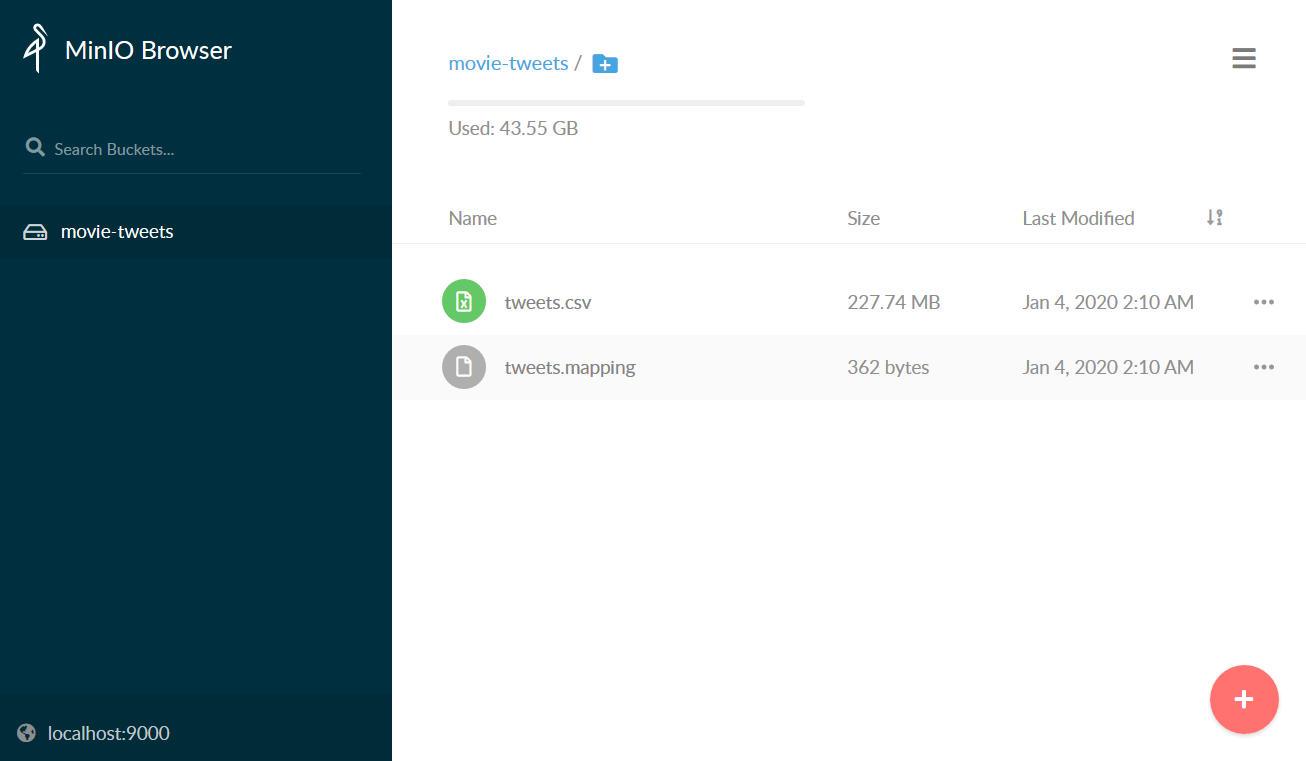 MinIO Browser
Search Buckets...
movie-tweets
localhost:9000
movie-tweets /
Used: 43.55 GB
Name Size Last Modified
tweets.csv 227.74 MB Jan 4, 2020 2:10 AM
tweets.mapping 362 bytes Jan 4, 2020 2:10 AM